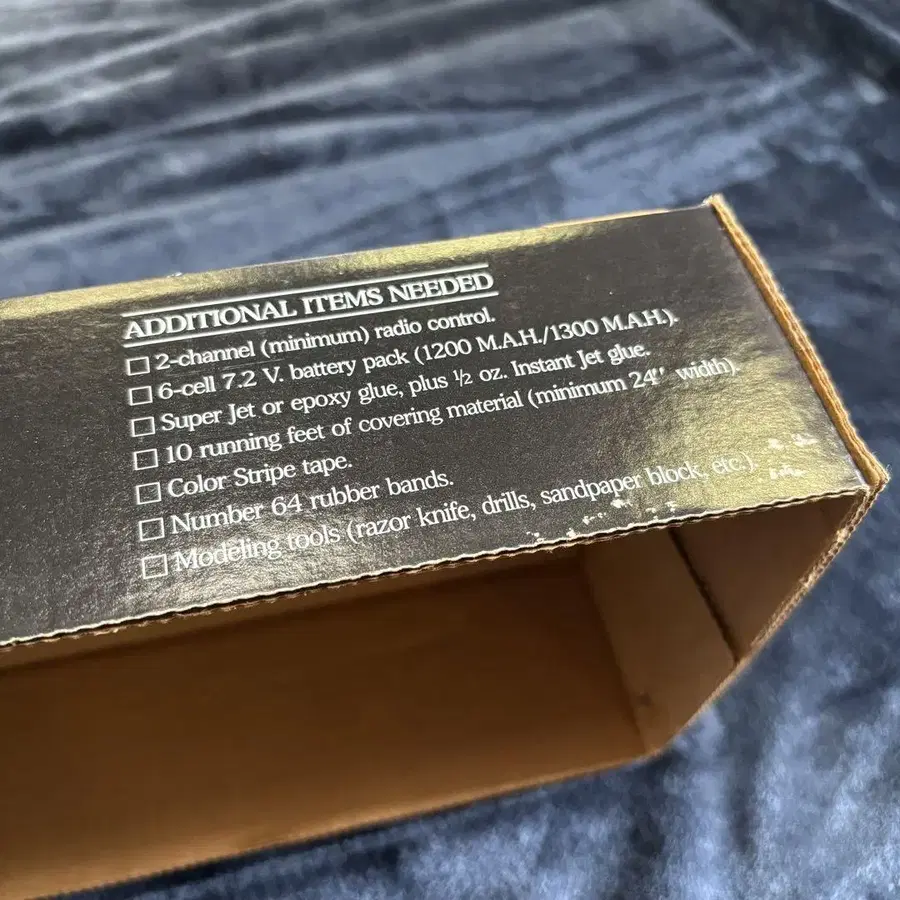 ADDITIONAL ITEMS NEEDED
2-channel (minimum) radio control.
6-cell 7.2 V. battery pack (1200 M.A.H./1300 M.A.H.).
Super Jet or epoxy glue, plus ½ oz. Instant Jet glue.
10 running feet of covering material (minimum 24" width).
Color Stripe tape.
Number 64 rubber bands.
Modeling tools (razor knife, drills, sandpaper block, etc.).